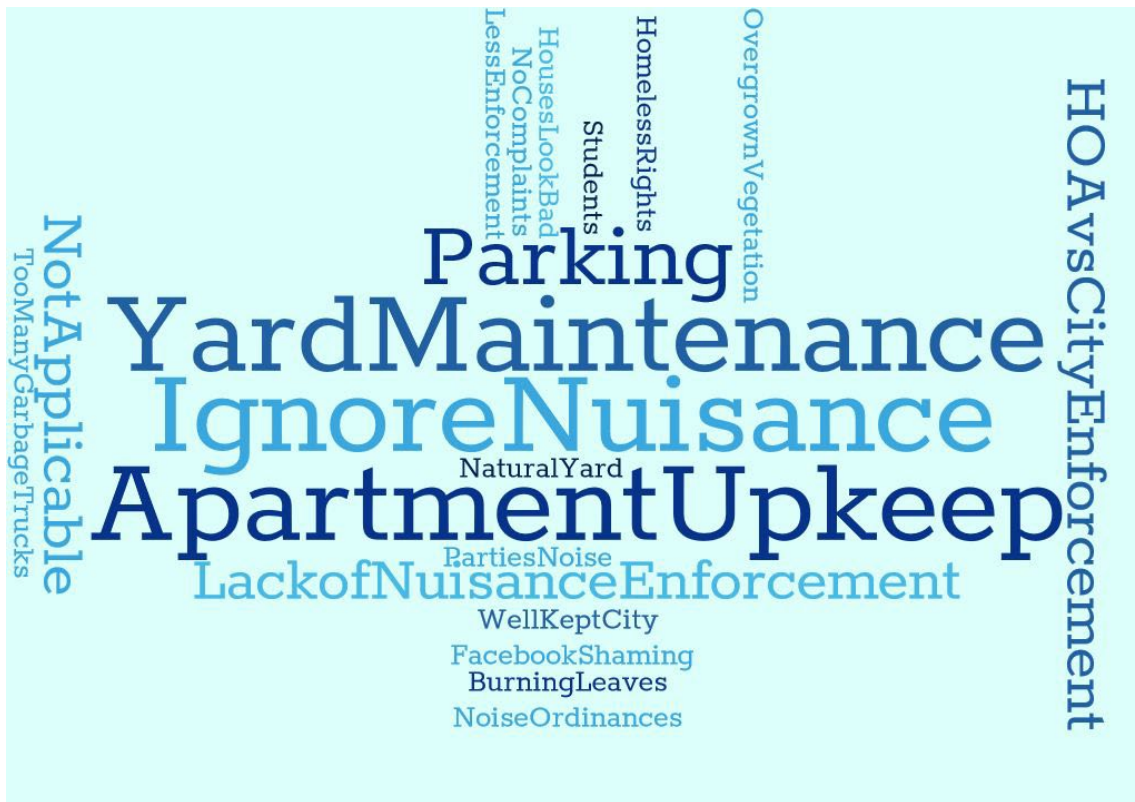 LessEnforcement
NoComplaints
HousesLookBad
Students
HomelessRights
OvergrownVegetation
HOAvsCityEnforcement
NotApplicable
TooManyGarbageTrucks
Parking
YardMaintenance
IgnoreNuisance
NaturalYard
ApartmentUpkeep
PartiesNoise
LackofNuisanceEnforcement
WellKeptCity
FacebookShaming
BurningLeaves
NoiseOrdinances